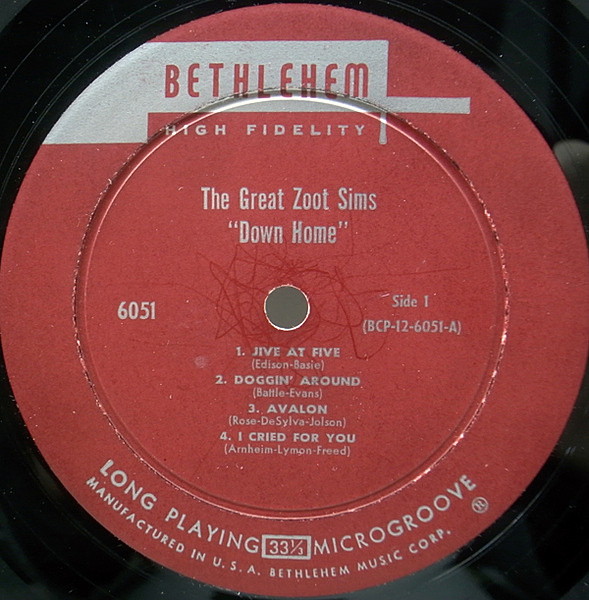 BETHLEHEM
HIGH FIDELITY
The Great Zoot Sims
"Down Home"
6051
Side 1
(BCP-12-6051-A)
1. JIVE AT FIVE
(Edison-Basie)
2. DOGGIN' AROUND
(Battle-Evans)
3. AVALON
(Rose-DeSylva-Jolson)
4. I CRIED FOR YOU
(Arnheim-Lymon-Freed)
LONG PLAYING 33⅓ MICROGROOVE ®
MANUFACTURED IN U.S.A. BETHLEHEM MUSIC CORP.